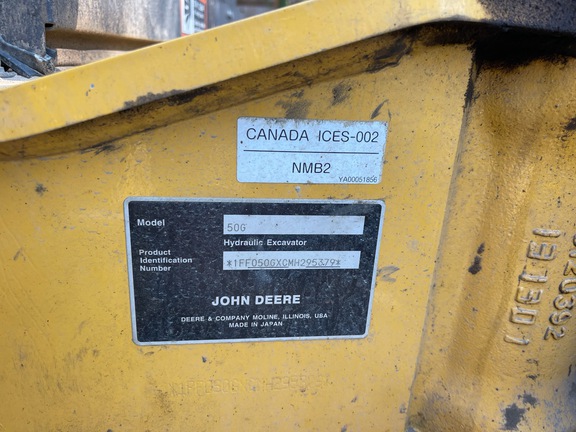 CANADA ICES-002
NMB2
YA00051856
Model
50G
Hydraulic Excavator
Product
Identification
Number
*1FF050GXCMH295379*
JOHN DEERE
DEERE & COMPANY MOLINE, ILLINOIS, USA
MADE IN JAPAN